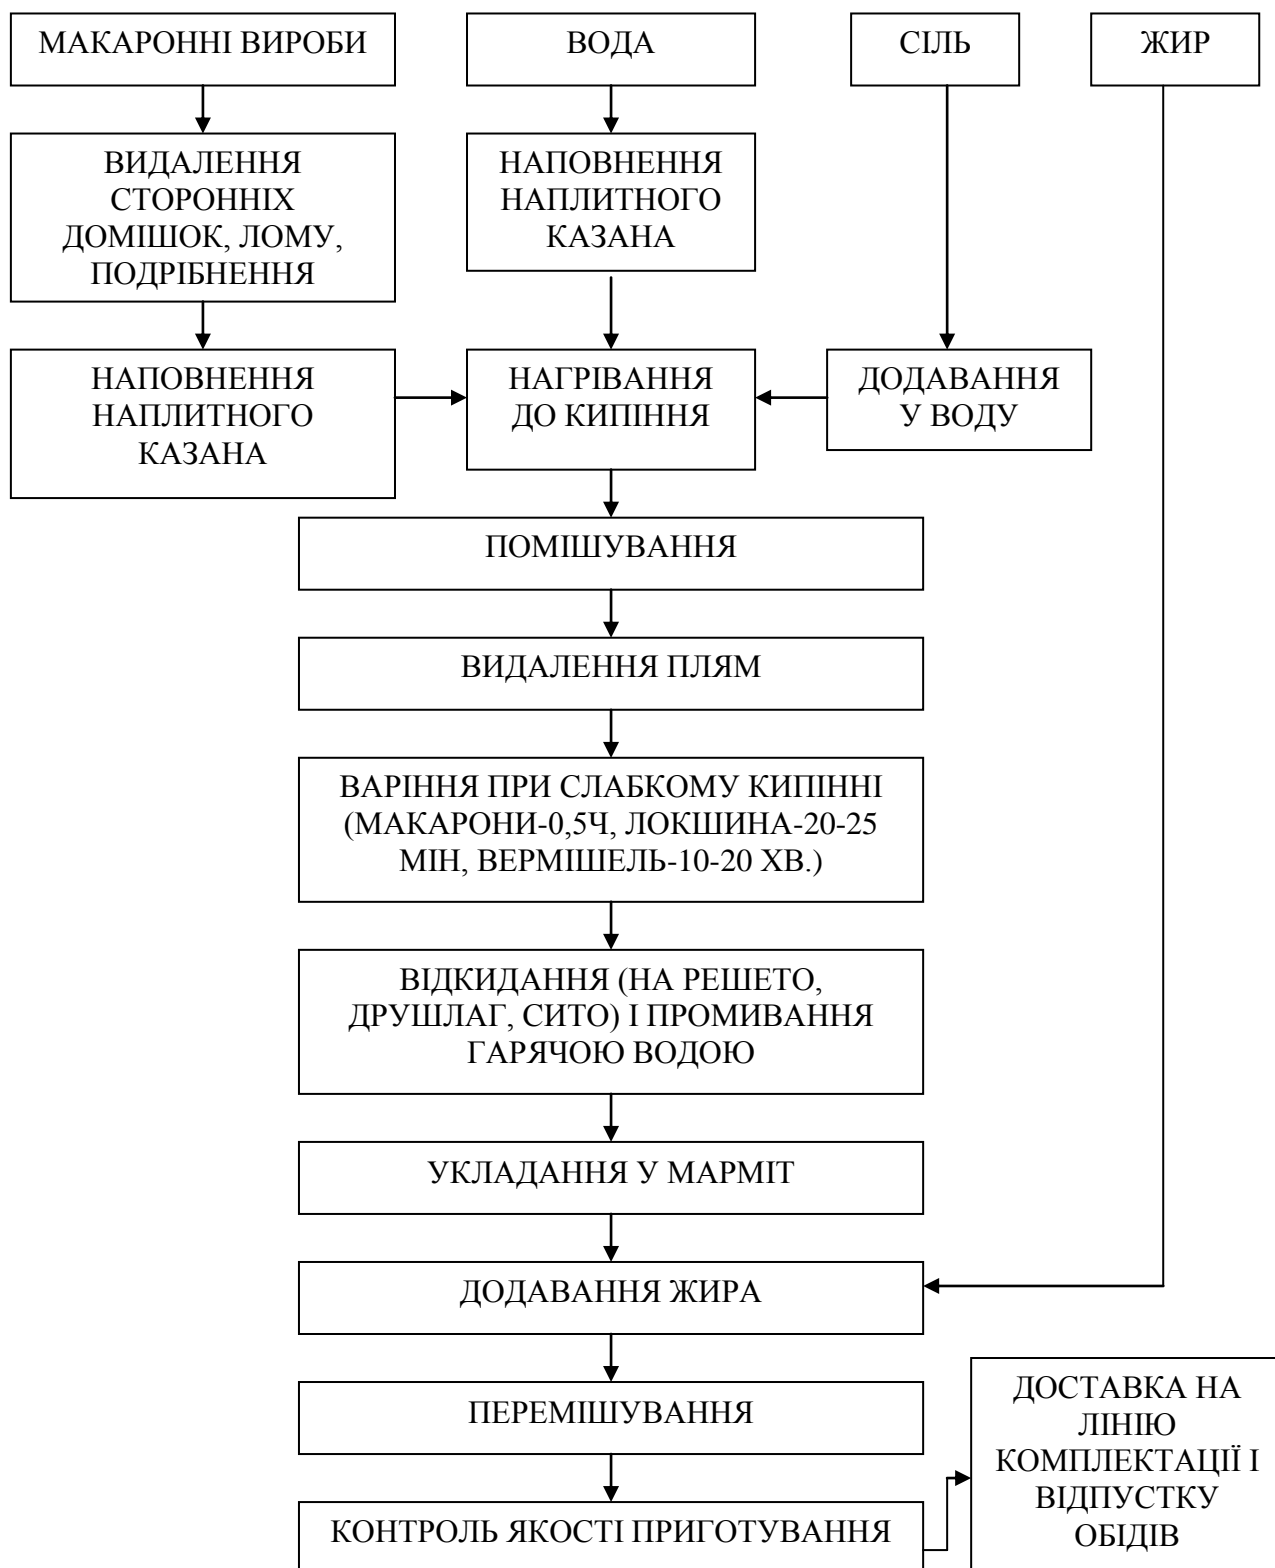 МАКАРОННІ ВИРОБИ
ВОДА
СІЛЬ
ЖИР
ВИДАЛЕННЯ
СТОРОННІХ
ДОМІШОК, ЛОМУ,
ПОДРІБНЕННЯ
НАПОВНЕННЯ
НАПЛИТНОГО
КАЗАНА
НАПОВНЕННЯ
НАПЛИТНОГО
КАЗАНА
НАГРІВАННЯ
ДО КИПІННЯ
ДОДАВАННЯ
У ВОДУ
ПОМІШУВАННЯ
ВИДАЛЕННЯ ПЛЯМ
ВАРІННЯ ПРИ СЛАБКОМУ КИПІННІ
(МАКАРОНИ-0,5Ч, ЛОКШИНА-20-25
МІН, ВЕРМІШЕЛЬ-10-20 ХВ.)
ВІДКИДАННЯ (НА РЕШЕТО,
ДРУШЛАГ, СИТО) І ПРОМИВАННЯ
ГАРЯЧОЮ ВОДОЮ
УКЛАДАННЯ У МАРМІТ
ДОДАВАННЯ ЖИРА
ПЕРЕМІШУВАННЯ
КОНТРОЛЬ ЯКОСТІ ПРИГОТУВАННЯ
ДОСТАВКА НА
ЛІНІЮ
КОМПЛЕКТАЦІЇ І
ВІДПУСТКУ
ОБІДІВ